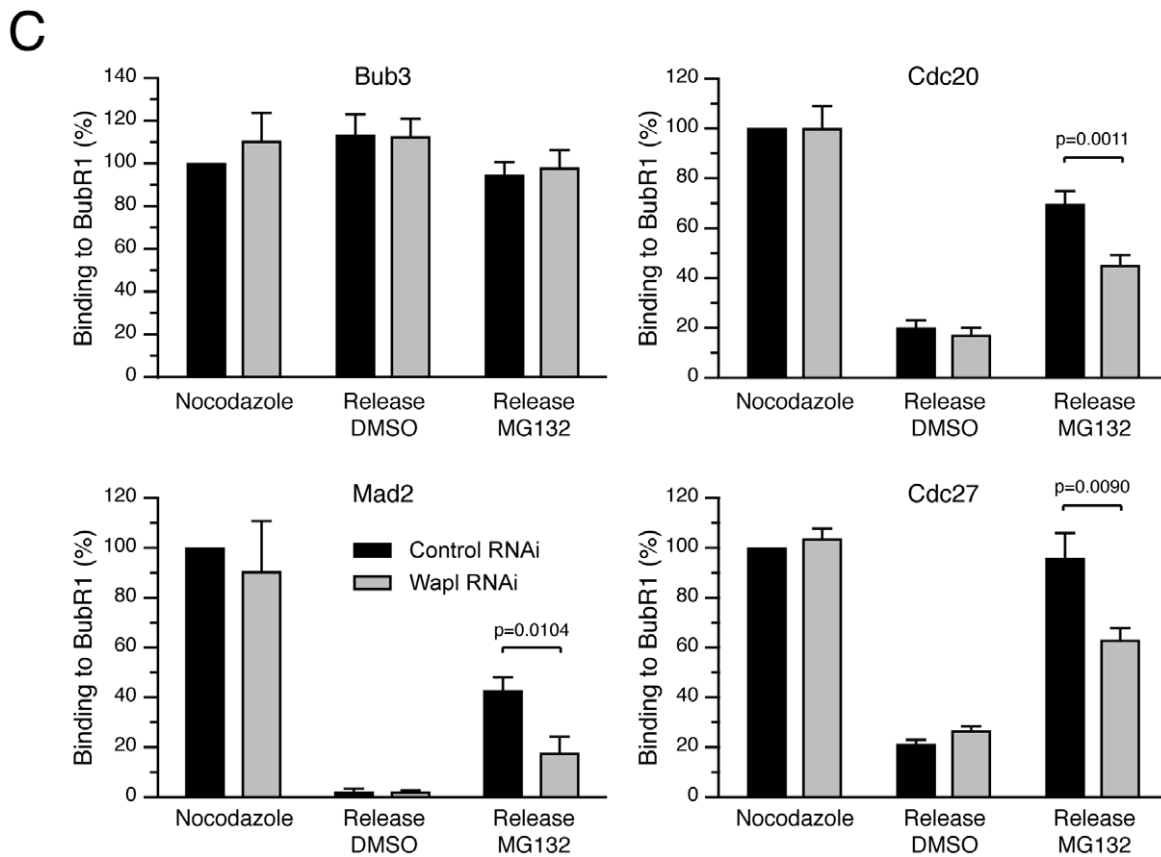 C
Bub3
Binding to BubR1 (%)
140
120
100
80
60
40
20
0
Nocodazole
Release
DMSO
Release
MG132
Cdc20
Binding to BubR1 (%)
120
100
80
60
40
20
0
p=0.0011
Nocodazole
Release
DMSO
Release
MG132
Mad2
Binding to BubR1 (%)
120
100
80
60
40
20
0
Control RNAi
Wapl RNAi
p=0.0104
Nocodazole
Release
DMSO
Release
MG132
Cdc27
Binding to BubR1 (%)
120
100
80
60
40
20
0
p=0.0090
Nocodazole
Release
DMSO
Release
MG132